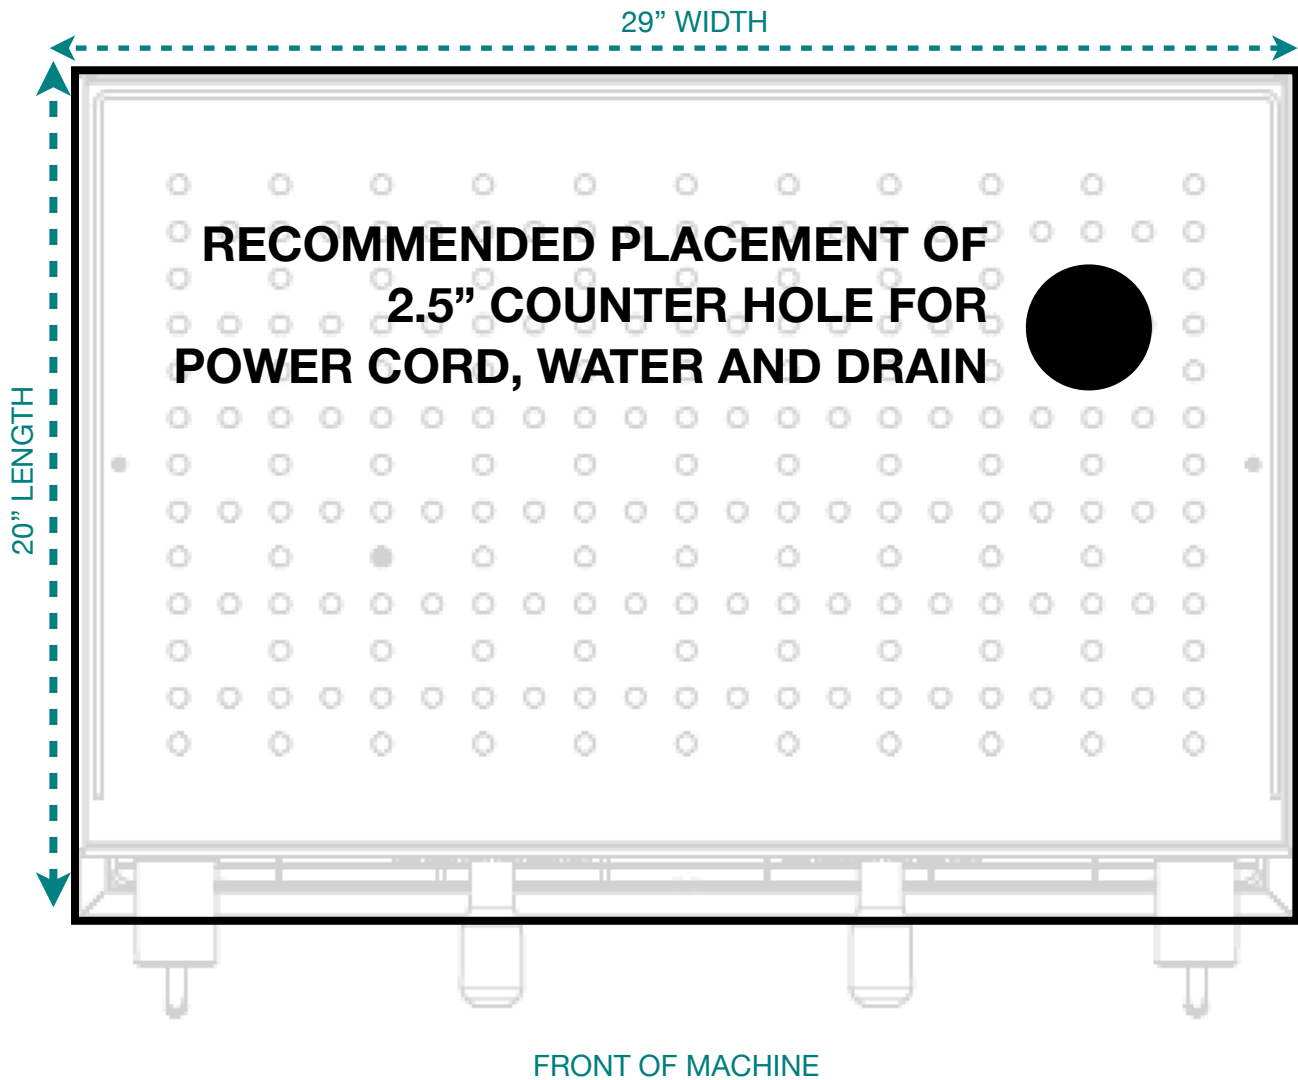 29” WIDTH
20” LENGTH
RECOMMENDED PLACEMENT OF
2.5” COUNTER HOLE FOR
POWER CORD, WATER AND DRAIN
FRONT OF MACHINE